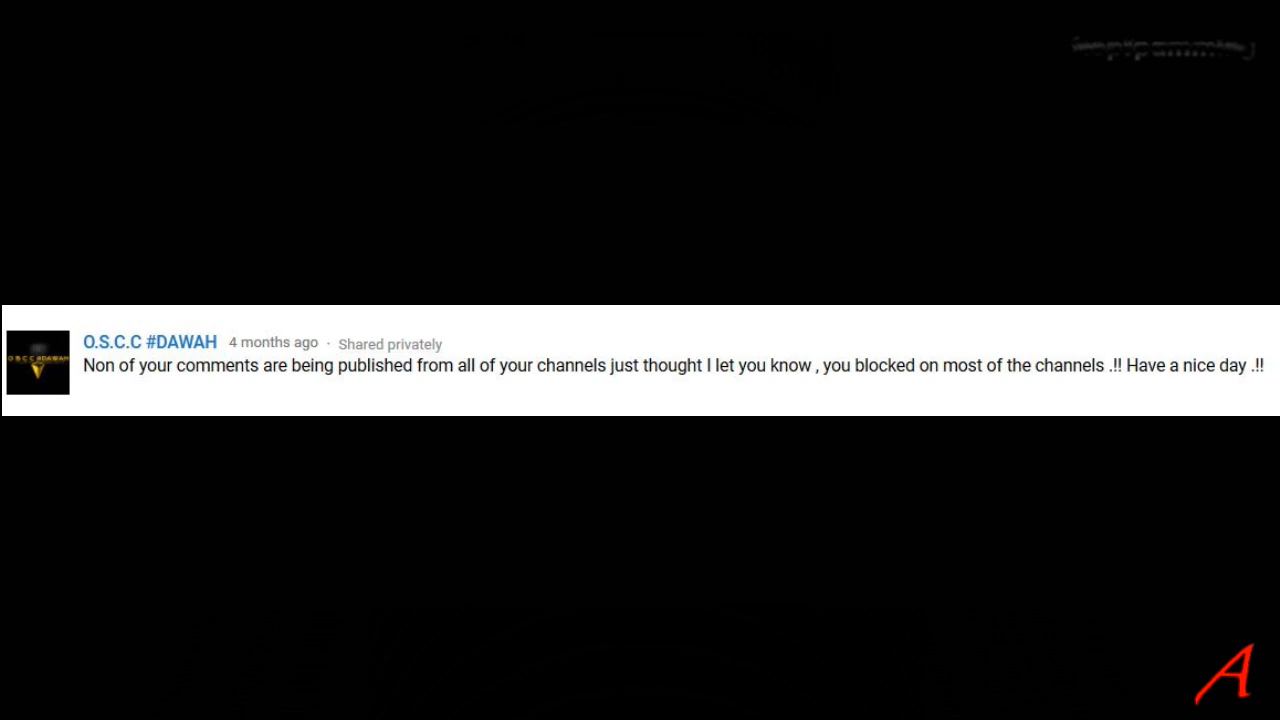 O.S.C.C #DAWAH 4 months ago · Shared privately
Non of your comments are being published from all of your channels just thought I let you know , you blocked on most of the channels .!! Have a nice day .!!
A